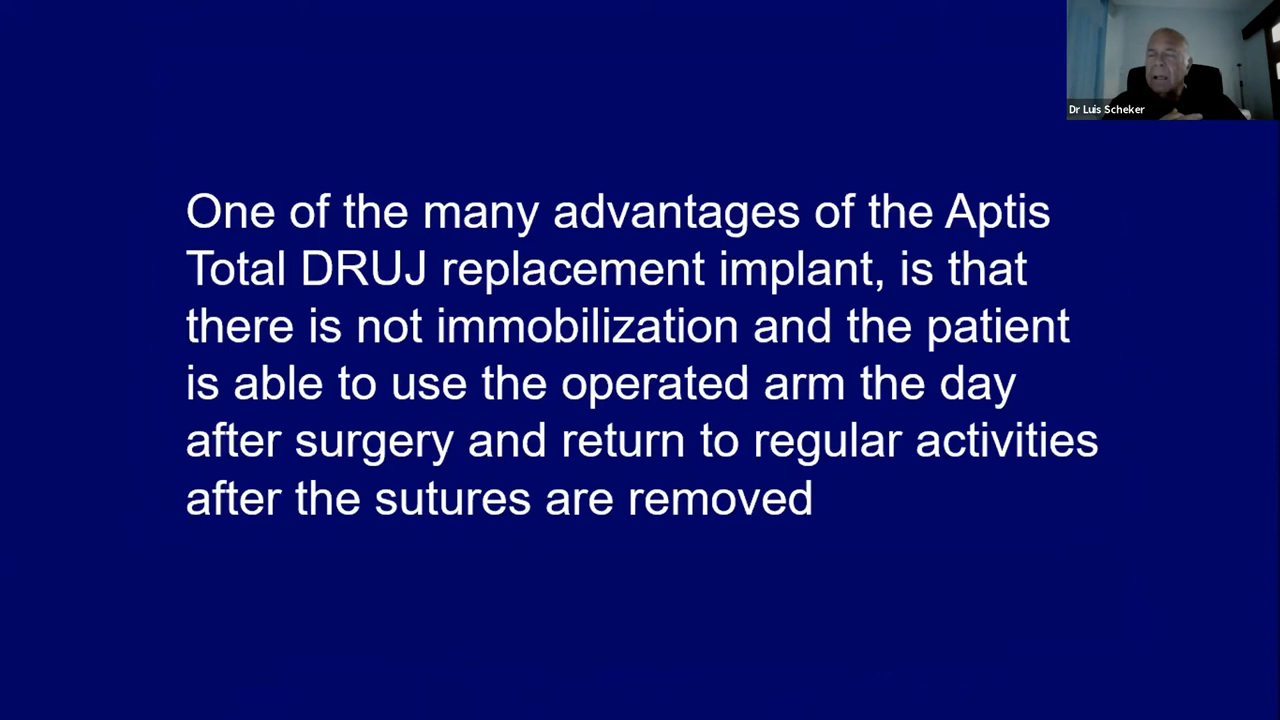 Dr Luis Scheker
One of the many advantages of the Aptis
Total DRUJ replacement implant, is that
there is not immobilization and the patient
is able to use the operated arm the day
after surgery and return to regular activities
after the sutures are removed